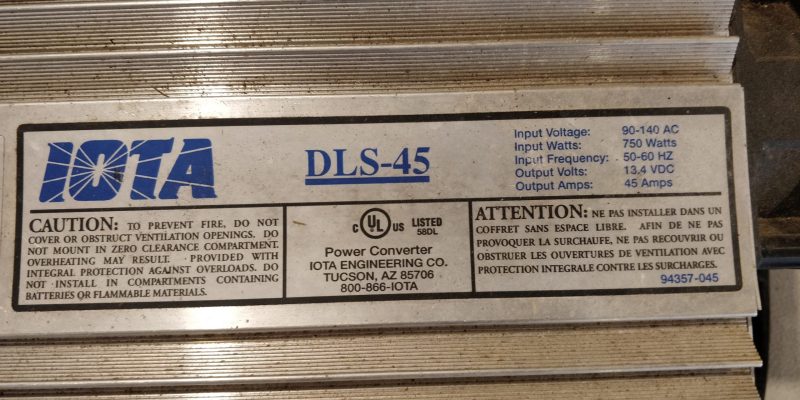 IOTA
DLS-45
Input Voltage: 90-140 AC
Input Watts: 750 Watts
Input Frequency: 50-60 HZ
Output Volts: 13.4 VDC
Output Amps: 45 Amps
CAUTION: TO PREVENT FIRE, DO NOT
COVER OR OBSTRUCT VENTILATION OPENINGS. DO
NOT MOUNT IN ZERO CLEARANCE COMPARTMENT.
OVERHEATING MAY RESULT · PROVIDED WITH
INTEGRAL PROTECTION AGAINST OVERLOADS. DO
NOT · INSTALL IN COMPARTMENTS CONTAINING
BATTERIES OR FLAMMABLE MATERIALS.
C UL US LISTED
58DL
Power Converter
IOTA ENGINEERING CO.
TUCSON, AZ 85706
800-866-IOTA
ATTENTION: NE PAS INSTALLER DANS UN
COFFRET SANS ESPACE LIBRE. AFIN DE NE PAS
PROVOQUER LA SURCHAUFE, NE PAS RECOUVRIR OU
OBSTRUER LES OUVERTURES DE VENTILATION AVEC
PROTECTION INTEGRALE CONTRE LES SURCHARGES.
94357-045